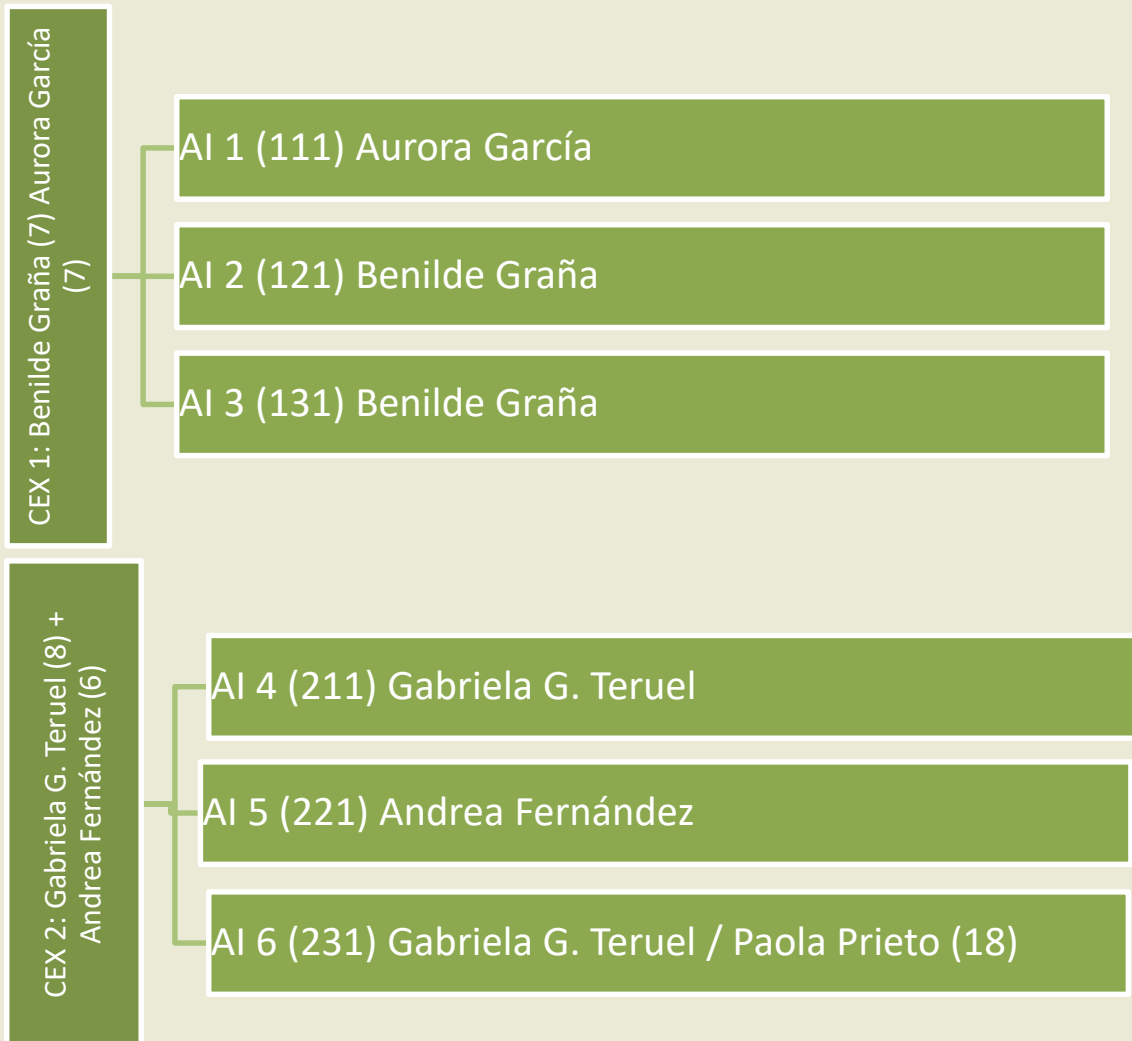 CEX 1: Benilde Graña (7) Aurora García
(7)
AI 1 (111) Aurora García
AI 2 (121) Benilde Graña
AI 3 (131) Benilde Graña
CEX 2: Gabriela G. Teruel (8) +
Andrea Fernández (6)
AI 4 (211) Gabriela G. Teruel
AI 5 (221) Andrea Fernández
AI 6 (231) Gabriela G. Teruel / Paola Prieto (18)